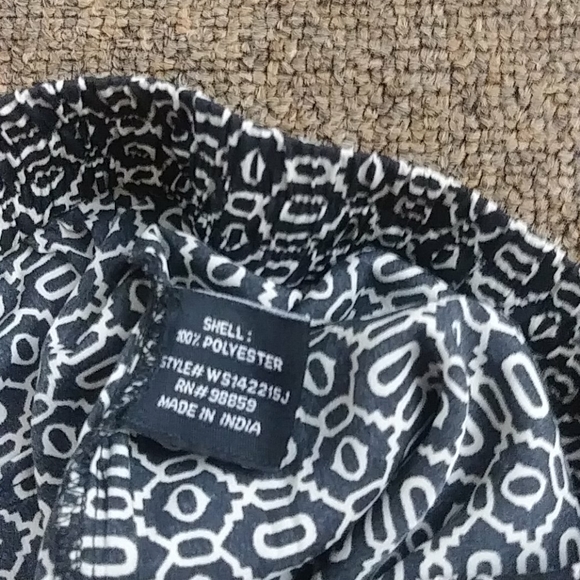 SHELL:
100% POLYESTER
STYLE# WS142215J
RN# 98859
MADE IN INDIA